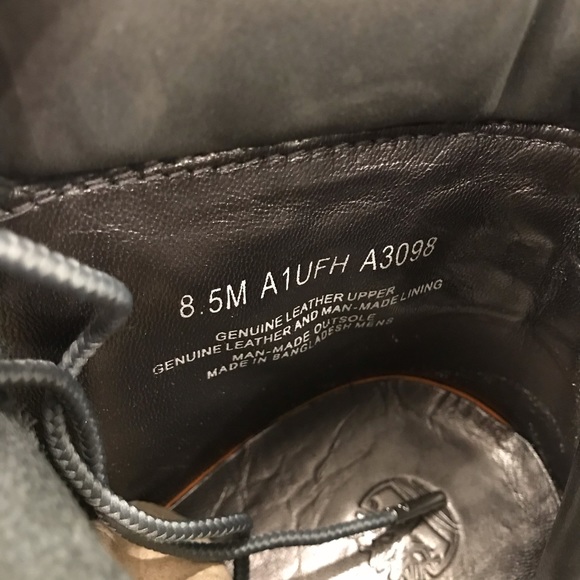 8.5M A1UFH A3098
GENUINE LEATHER UPPER
GENUINE LEATHER AND MAN-MADE LINING
MAN-MADE OUTSOLE
MADE IN BANGLADESH MENS